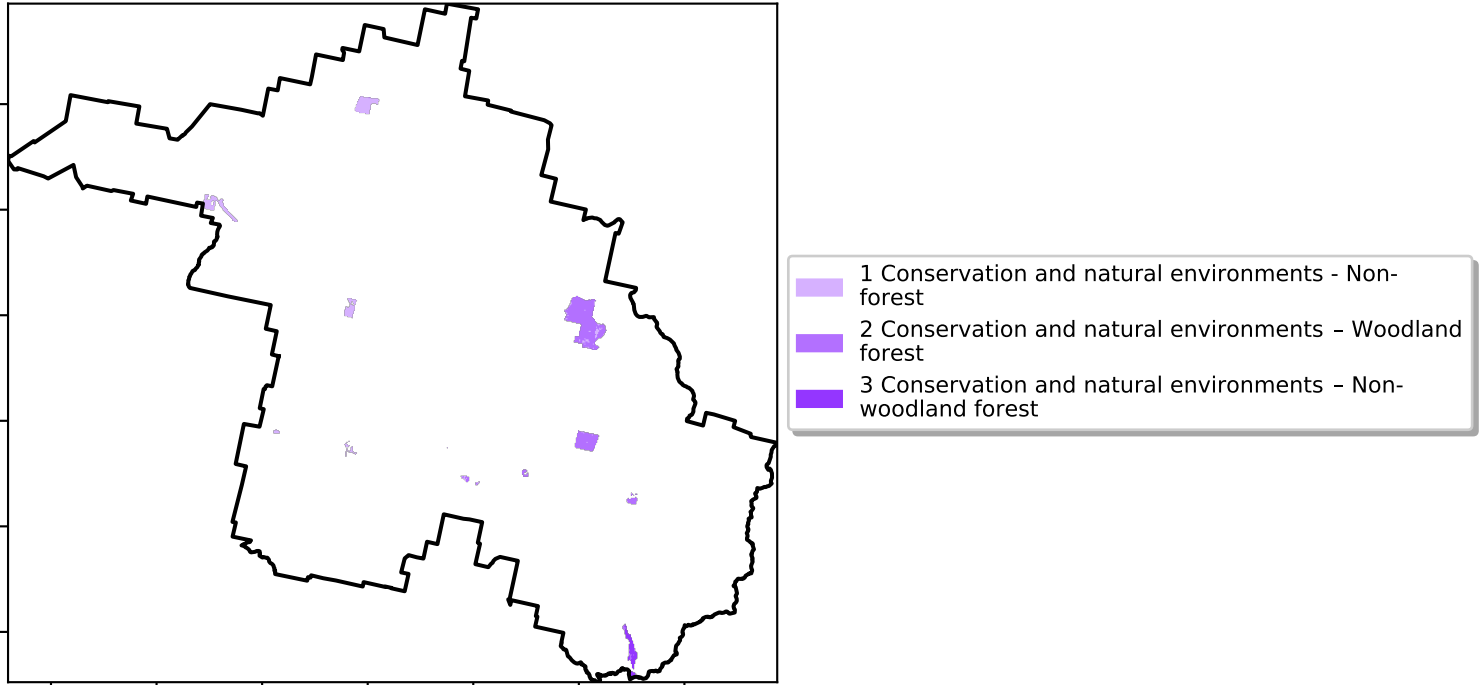 1 Conservation and natural environments - Non-
forest
2 Conservation and natural environments – Woodland
forest
3 Conservation and natural environments – Non-
woodland forest